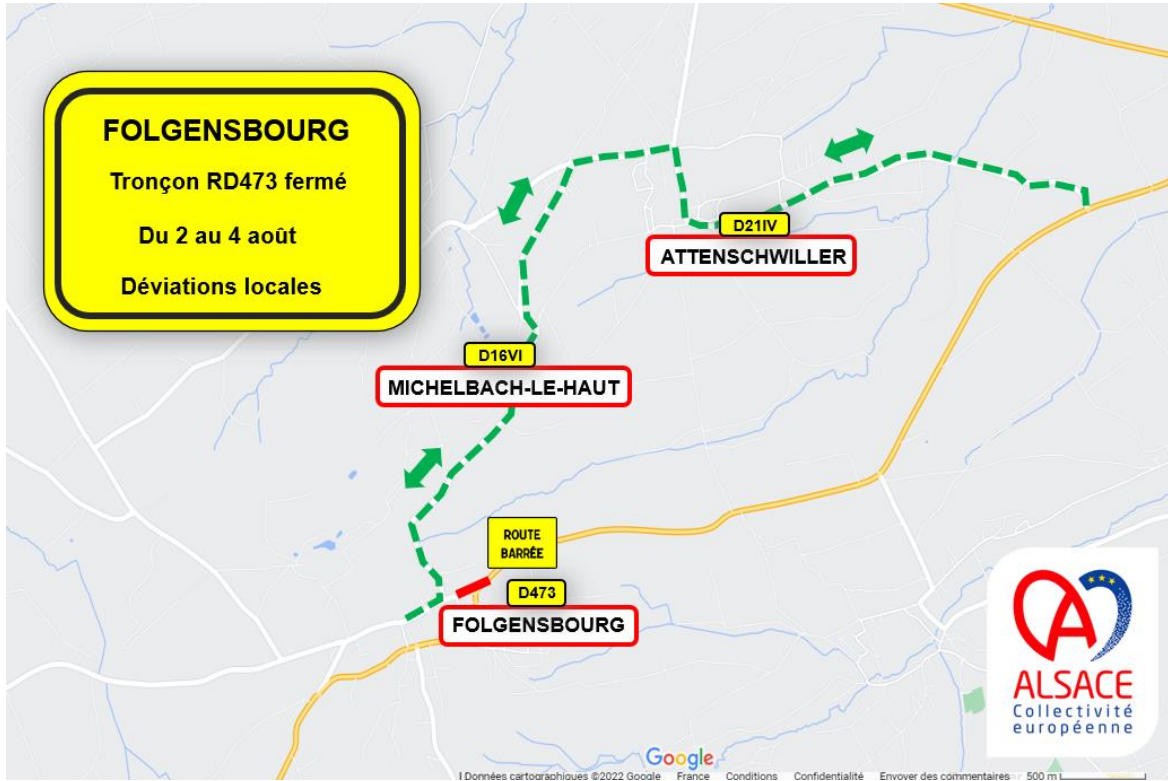 FOLGENSBOURG
Tronçon RD473 fermé
Du 2 au 4 août
Déviations locales
D21IV
ATTENSCHWILLER
D16VI
MICHELBACH-LE-HAUT
ROUTE
BARRÉE
D473
FOLGENSBOURG
ALSACE
Collectivité
européenne
Google
Données cartographiques ©2022 Google France Conditions Confidentialité Envoyer des commentaires 500 m